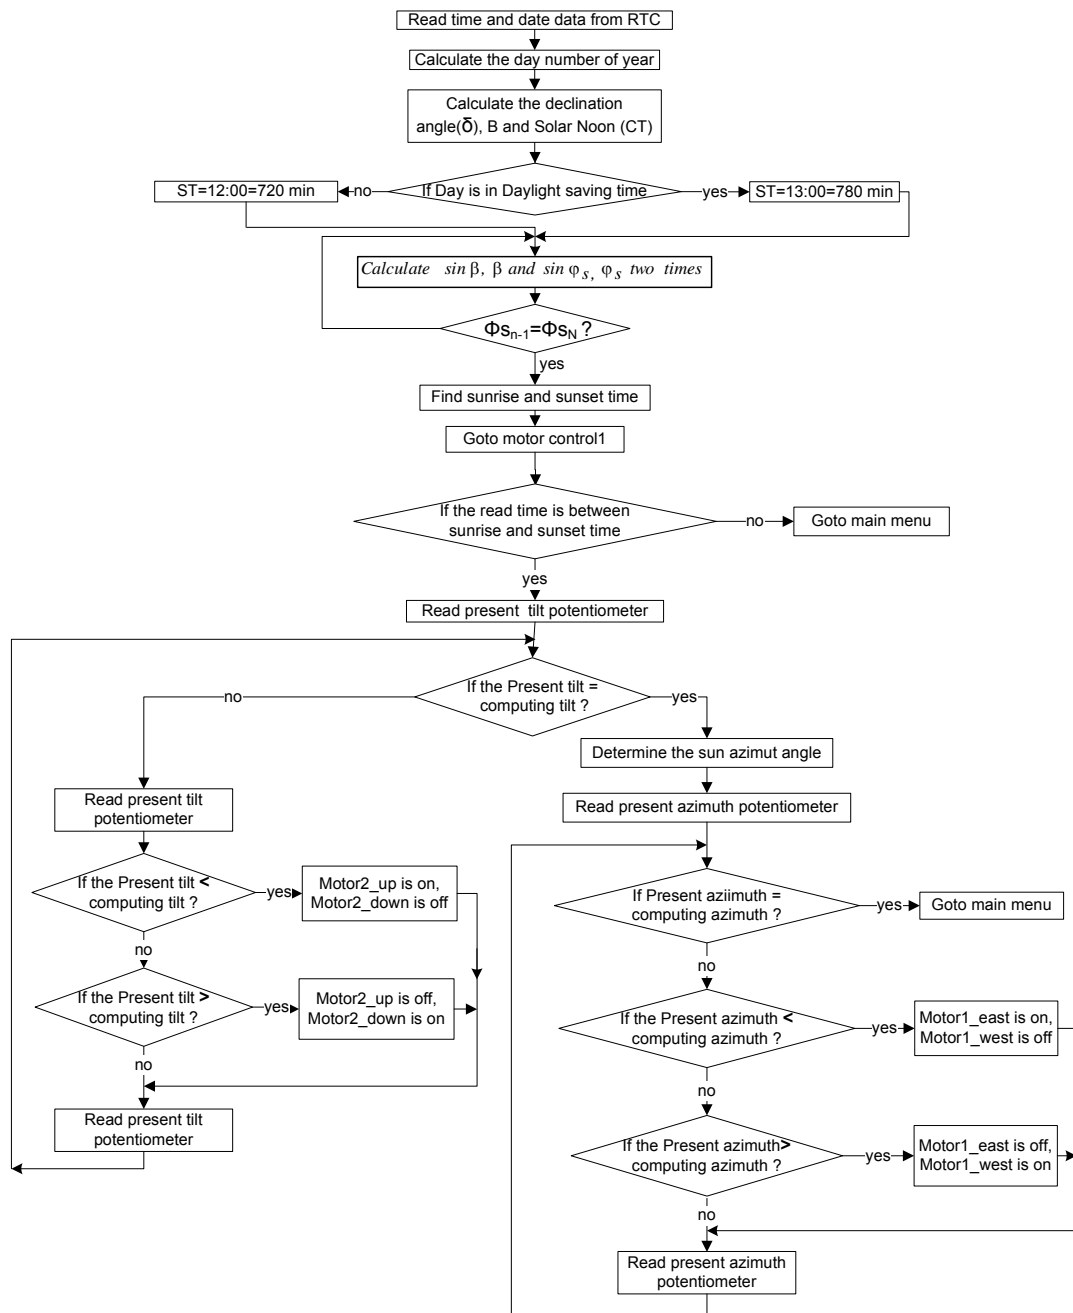 Read time and date data from RTC
Calculate the day number of year
Calculate the declination
angle(δ), B and Solar Noon (CT)
ST=12:00=720 min
no
If Day is in Daylight saving time
yes
ST=13:00=780 min
Calculate sin β, β and sin φs, φs two times
Φsn-1=ΦsN ?
yes
Find sunrise and sunset time
Goto motor control1
If the read time is between
sunrise and sunset time
no
Goto main menu
yes
Read present tilt potentiometer
If the Present tilt =
computing tilt ?
no
yes
Determine the sun azimut angle
Read present azimuth potentiometer
Read present tilt
potentiometer
If the Present tilt <
computing tilt ?
yes
Motor2_up is on,
Motor2_down is off
no
If the Present tilt >
computing tilt ?
yes
Motor2_up is off,
Motor2_down is on
no
Read present tilt
potentiometer
If Present aziimuth =
computing azimuth ?
yes
Goto main menu
no
If the Present azimuth <
computing azimuth ?
yes
Motor1_east is on,
Motor1_west is off
no
If the Present azimuth>
computing azimuth ?
yes
Motor1_east is off,
Motor1_west is on
no
Read present azimuth
potentiometer